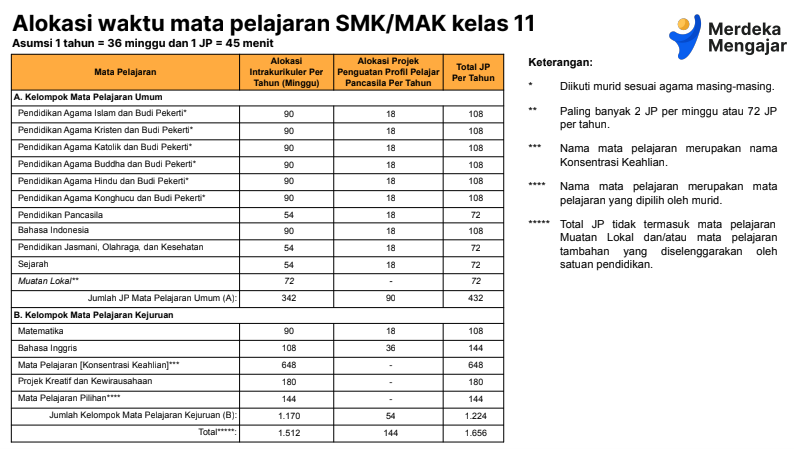 Alokasi waktu mata pelajaran SMK/MAK kelas 11
Asumsi 1 tahun = 36 minggu dan 1 JP = 45 menit
Merdeka
Mengajar
Mata Pelajaran | Alokasi Intrakurikuler Per Tahun (Minggu) | Alokasi Projek Penguatan Profil Pelajar Pancasila Per Tahun | Total JP Per Tahun
A. Kelompok Mata Pelajaran Umum
Pendidikan Agama Islam dan Budi Pekerti* 90 18 108
Pendidikan Agama Kristen dan Budi Pekerti* 90 18 108
Pendidikan Agama Katolik dan Budi Pekerti* 90 18 108
Pendidikan Agama Buddha dan Budi Pekerti* 90 18 108
Pendidikan Agama Hindu dan Budi Pekerti* 90 18 108
Pendidikan Agama Konghucu dan Budi Pekerti* 90 18 108
Pendidikan Pancasila 54 18 72
Bahasa Indonesia 90 18 108
Pendidikan Jasmani, Olahraga, dan Kesehatan 54 18 72
Sejarah 54 18 72
Muatan Lokal** 72 - 72
Jumlah JP Mata Pelajaran Umum (A): 342 90 432
B. Kelompok Mata Pelajaran Kejuruan
Matematika 90 18 108
Bahasa Inggris 108 36 144
Mata Pelajaran [Konsentrasi Keahlian]*** 648 - 648
Projek Kreatif dan Kewirausahaan 180 - 180
Mata Pelajaran Pilihan**** 144 - 144
Jumlah Kelompok Mata Pelajaran Kejuruan (B): 1.170 54 1.224
Total*****: 1.512 144 1.656
Keterangan:
* Diikuti murid sesuai agama masing-masing.
** Paling banyak 2 JP per minggu atau 72 JP
per tahun.
*** Nama mata pelajaran merupakan nama
Konsentrasi Keahlian.
**** Nama mata pelajaran merupakan mata
pelajaran yang dipilih oleh murid.
***** Total JP tidak termasuk mata pelajaran
Muatan Lokal dan/atau mata pelajaran
tambahan yang diselenggarakan oleh
satuan pendidikan.